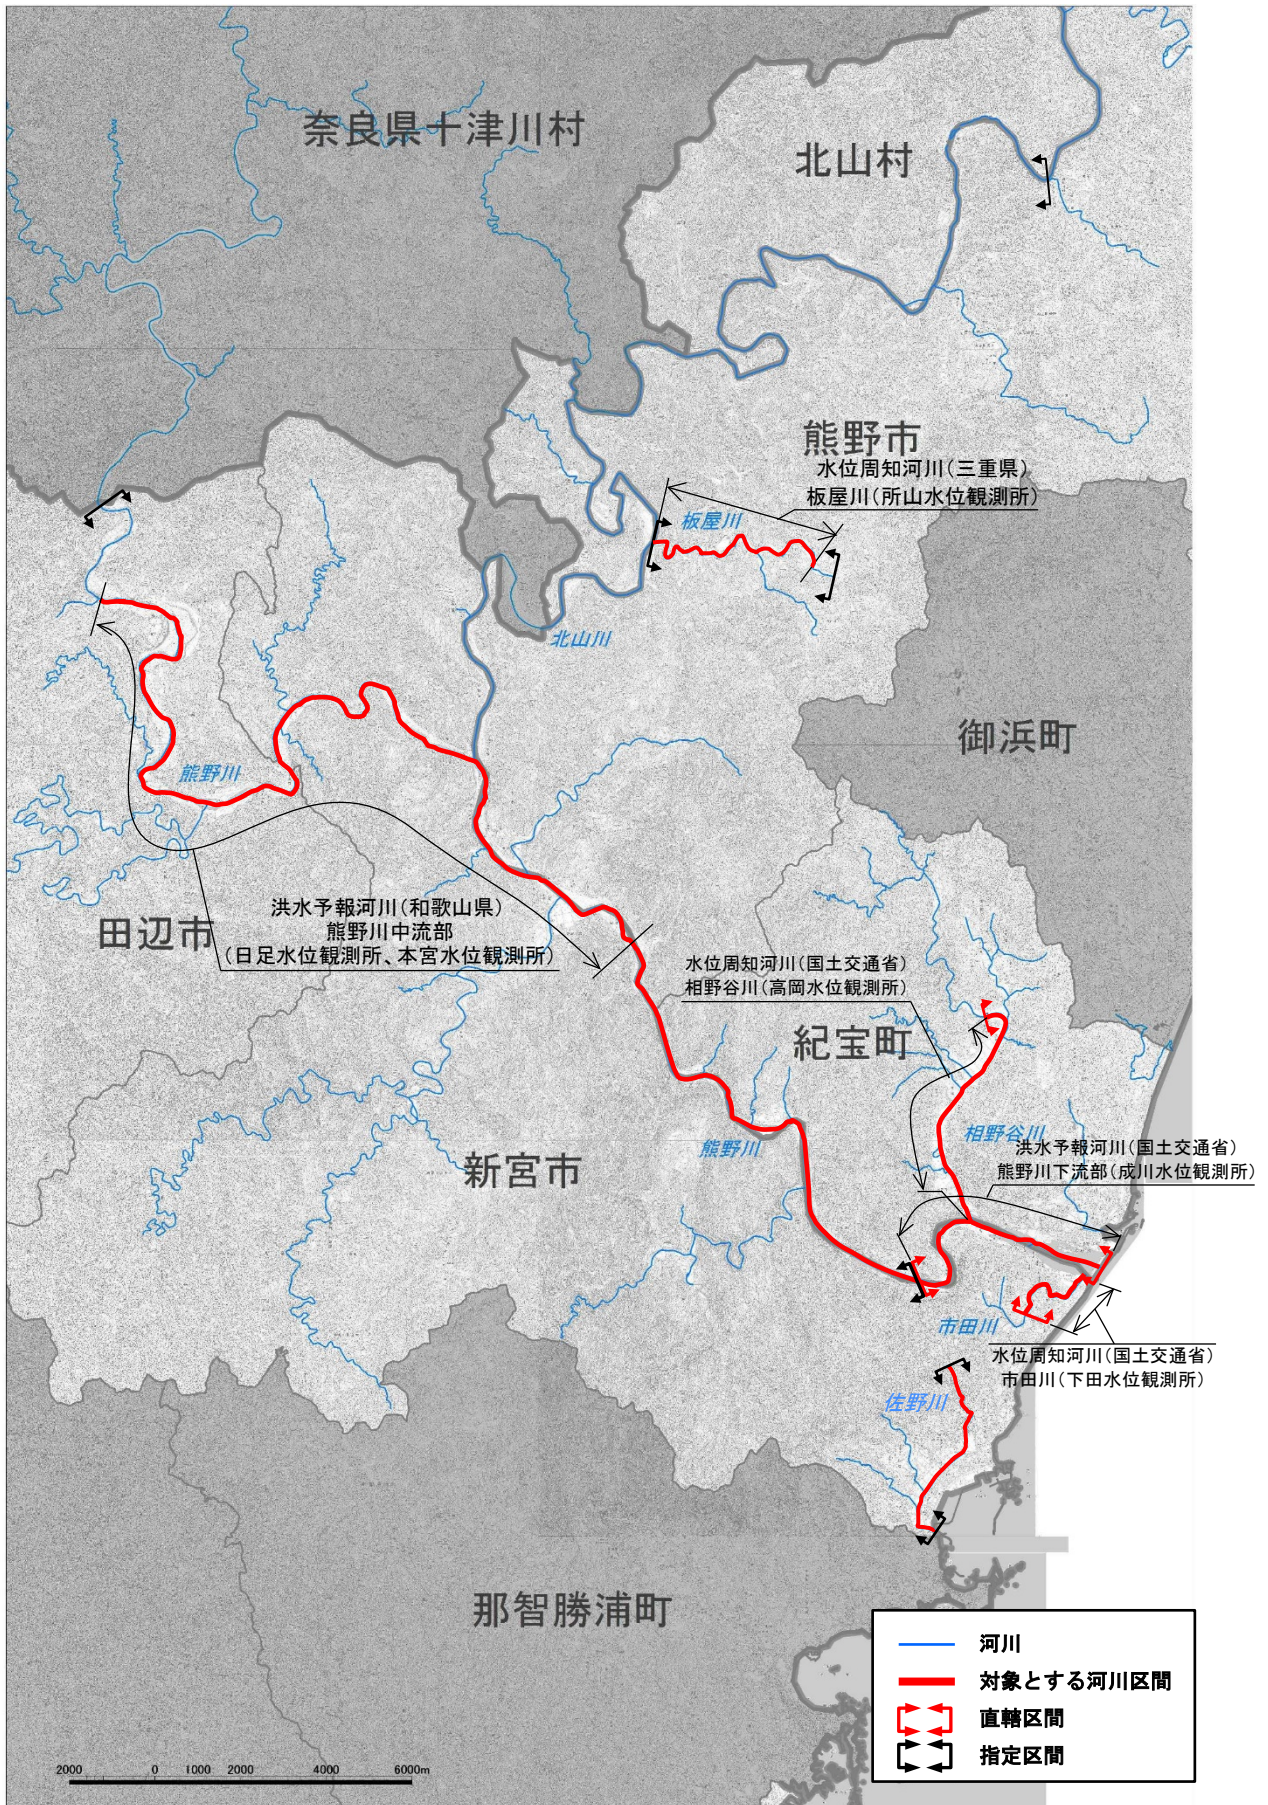 奈良県十津川村
北山村
熊野市
水位周知河川(三重県)
板屋川(所山水位観測所)
板屋川
北山川
御浜町
熊野川
田辺市
洪水予報河川(和歌山県)
熊野川中流部
(日足水位観測所、本宮水位観測所)
水位周知河川(国土交通省)
相野谷川(高岡水位観測所)
紀宝町
相野谷川
熊野川
新宮市
洪水予報河川(国土交通省)
熊野川下流部(成川水位観測所)
市田川
水位周知河川(国土交通省)
市田川(下田水位観測所)
佐野川
那智勝浦町
河川
対象とする河川区間
直轄区間
指定区間
2000 0 1000 2000 4000 6000m